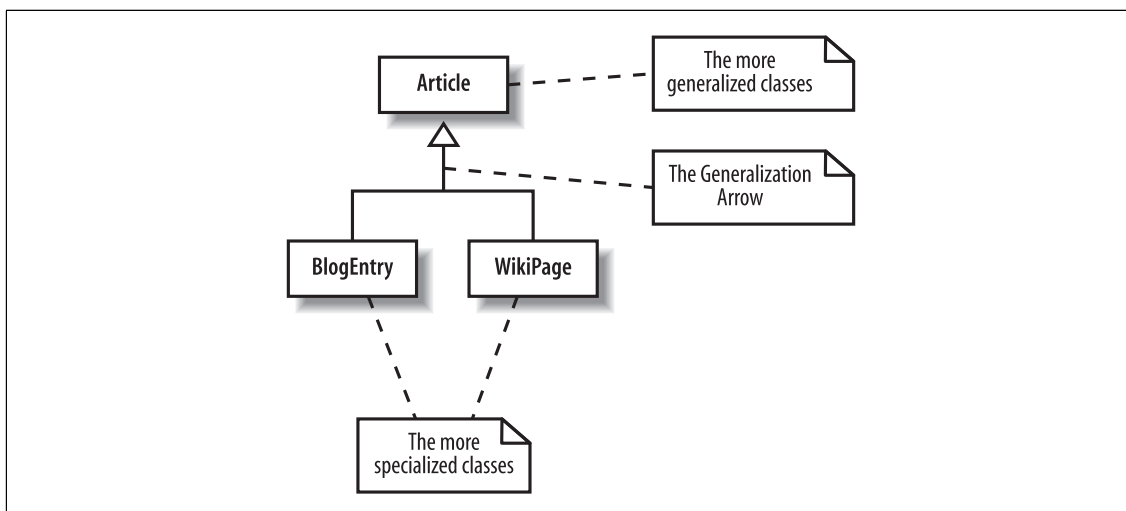 Article
The more
generalized classes
The Generalization
Arrow
BlogEntry
WikiPage
The more
specialized classes